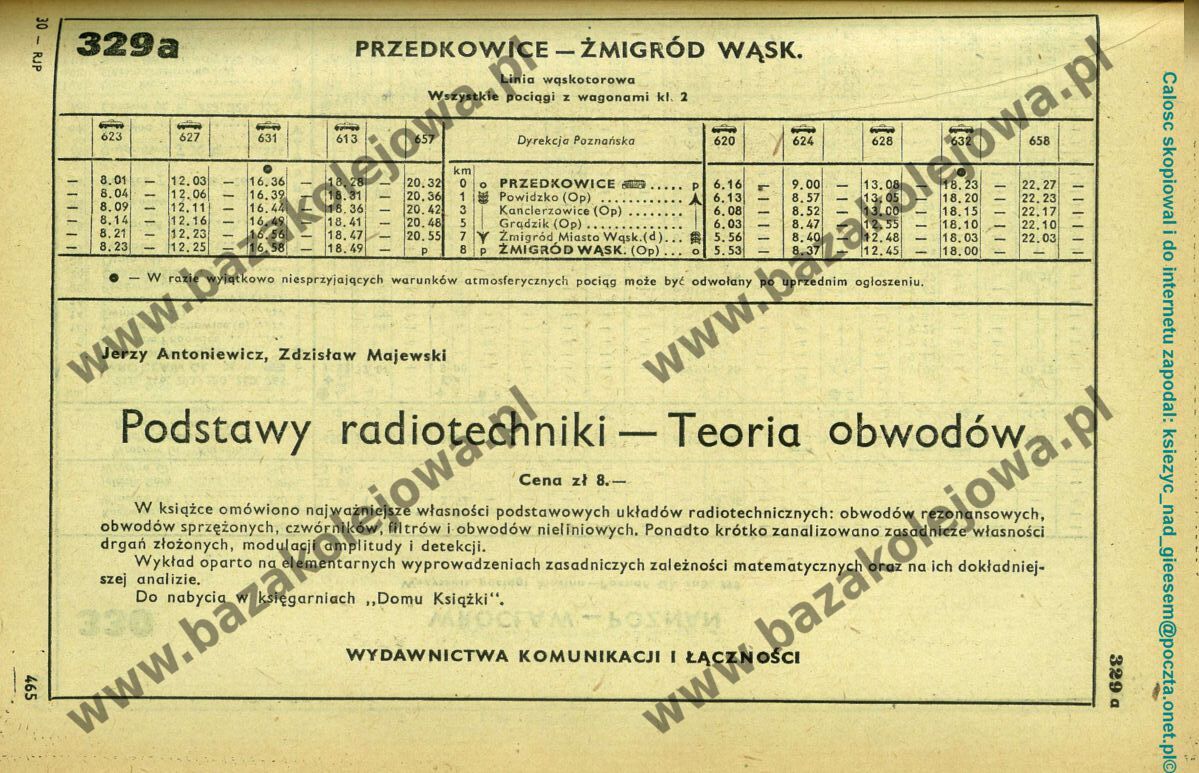 30 — RJP
329a
PRZEDKOWICE — ŻMIGRÓD WĄSK.
Linia wąskotorowa
Wszystkie pociągi z wagonami kl. 2
623 627 631 613 657 Dyrekcja Poznańska 620 624 628 632 658
km
— 8.01 — 12.03 — 16.36 — 18.28 — 20.32 0 o PRZEDKOWICE ..... p 6.16 — 9.00 — 13.08 — 18.23 — 22.27 —
— 8.04 — 12.06 — 16.39 — 18.31 — 20.36 1 Powidzko (Op) .......... 6.13 — 8.57 — 13.05 — 18.20 — 22.23 —
— 8.09 — 12.11 — 16.44 — 18.36 — 20.42 3 Kanclerzowice (Op) ........ 6.08 — 8.52 — 13.00 — 18.15 — 22.17 —
— 8.14 — 12.16 — 16.49 — 18.41 — 20.48 5 Grądzik (Op) .............. 6.03 — 8.47 — 12.55 — 18.10 — 22.10 —
— 8.21 — 12.23 — 16.56 — 18.47 — 20.55 7 Żmigród Miasto Wąsk.(d) ... 5.56 — 8.40 — 12.48 — 18.03 — 22.03 —
— 8.23 — 12.25 — 16.58 — 18.49 — p 8 p ŻMIGRÓD WĄSK. (Op) ... o 5.53 — 8.37 — 12.45 — 18.00 — — —
● — W razie wyjątkowo niesprzyjających warunków atmosferycznych pociąg może być odwołany po uprzednim ogłoszeniu.
Jerzy Antoniewicz, Zdzisław Majewski
Podstawy radiotechniki — Teoria obwodów
Cena zł 8.—
W książce omówiono najważniejsze własności podstawowych układów radiotechnicznych: obwodów rezonansowych,
obwodów sprzężonych, czwórników, filtrów i obwodów nieliniowych. Ponadto krótko zanalizowano zasadnicze własności
drgań złożonych, modulacji amplitudy i detekcji.
Wykład oparto na elementarnych wyprowadzeniach zasadniczych zależności matematycznych oraz na ich dokładniej-
szej analizie.
Do nabycia w księgarniach „Domu Książki".
WYDAWNICTWA KOMUNIKACJI I ŁĄCZNOŚCI
465
329a
www.bazakolejowa.pl
www.bazakolejowa.pl
www.bazakolejowa.pl
www.bazakolejowa.pl
Calosc skopiowal i do internetu zapodal: ksiezyc_nad_gieesem@poczta.onet.pl©